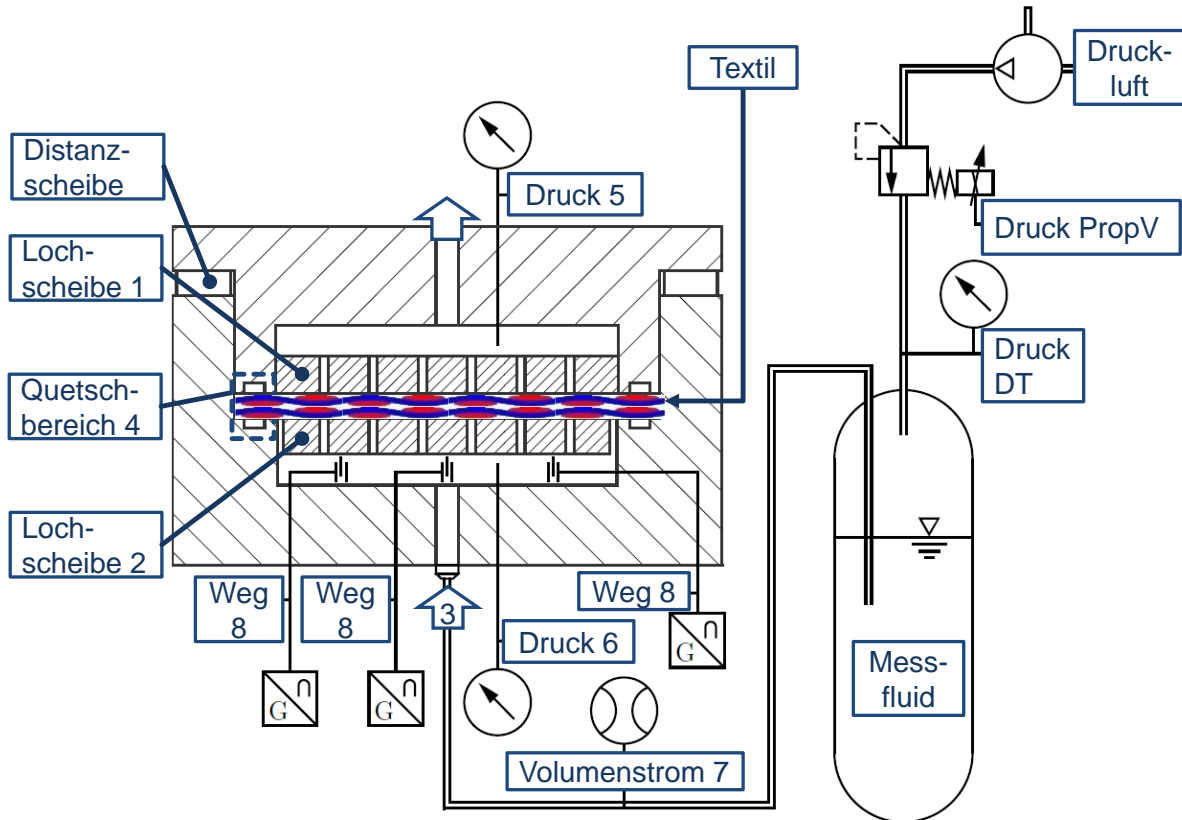 Textil
Druck-
luft
Distanz-
scheibe
Druck 5
Druck PropV
Loch-
scheibe 1
Druck
DT
Quetsch-
bereich 4
Loch-
scheibe 2
Weg
8
Weg
8
3
Weg 8
Druck 6
Mess-
fluid
G
∩
G
∩
G
∩
Volumenstrom 7